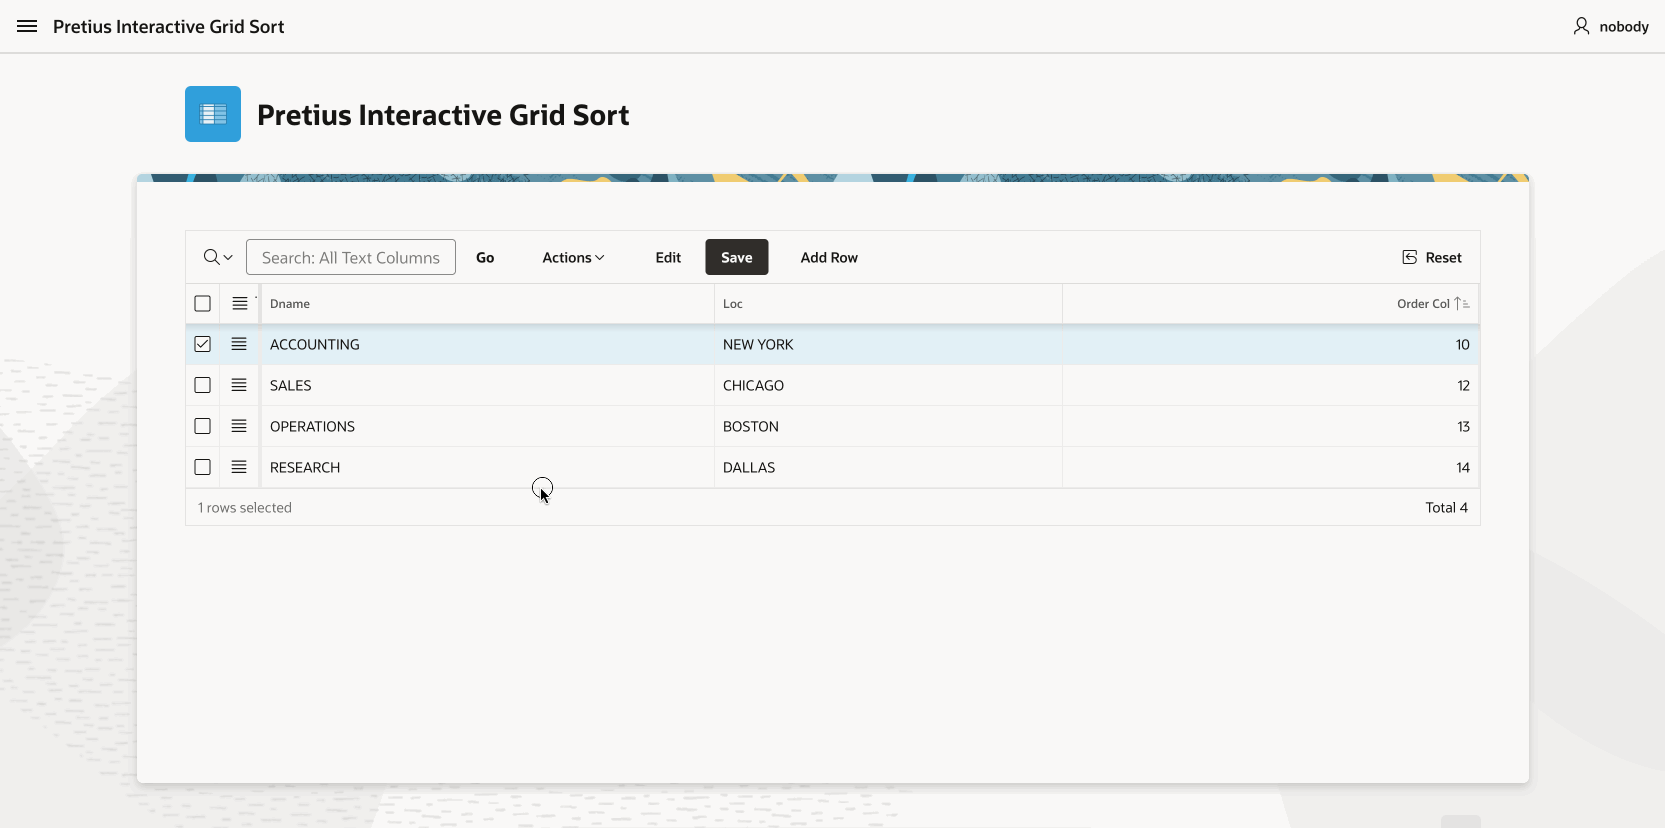 Pretius Interactive Grid Sort nobody
Pretius Interactive Grid Sort
Search: All Text Columns Go Actions Edit Save Add Row Reset
Dname Loc Order Col
ACCOUNTING NEW YORK 10
SALES CHICAGO 12
OPERATIONS BOSTON 13
RESEARCH DALLAS 14
1 rows selected Total 4